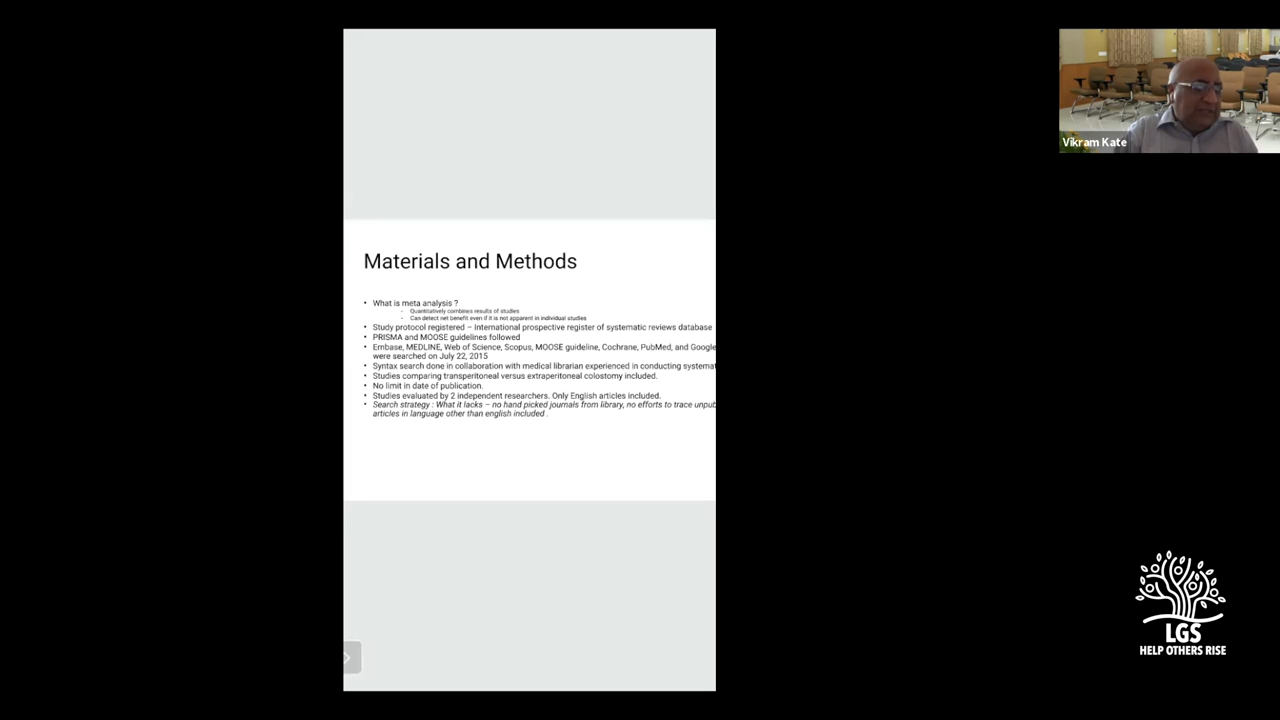 Materials and Methods
• What is meta analysis ?
- Quantitatively combines results of studies
- Can detect net benefit even if it is not apparent in individual studies
• Study protocol registered – International prospective register of systematic reviews database
• PRISMA and MOOSE guidelines followed
• Embase, MEDLINE, Web of Science, Scopus, MOOSE guideline, Cochrane, PubMed, and Google
were searched on July 22, 2015
• Syntax search done in collaboration with medical librarian experienced in conducting systemat
• Studies comparing transperitoneal versus extraperitoneal colostomy included.
• No limit in date of publication.
• Studies evaluated by 2 independent researchers. Only English articles included.
• Search strategy : What it lacks – no hand picked journals from library, no efforts to trace unpub
articles in language other than english included .
Vikram Kate
LGS
HELP OTHERS RISE